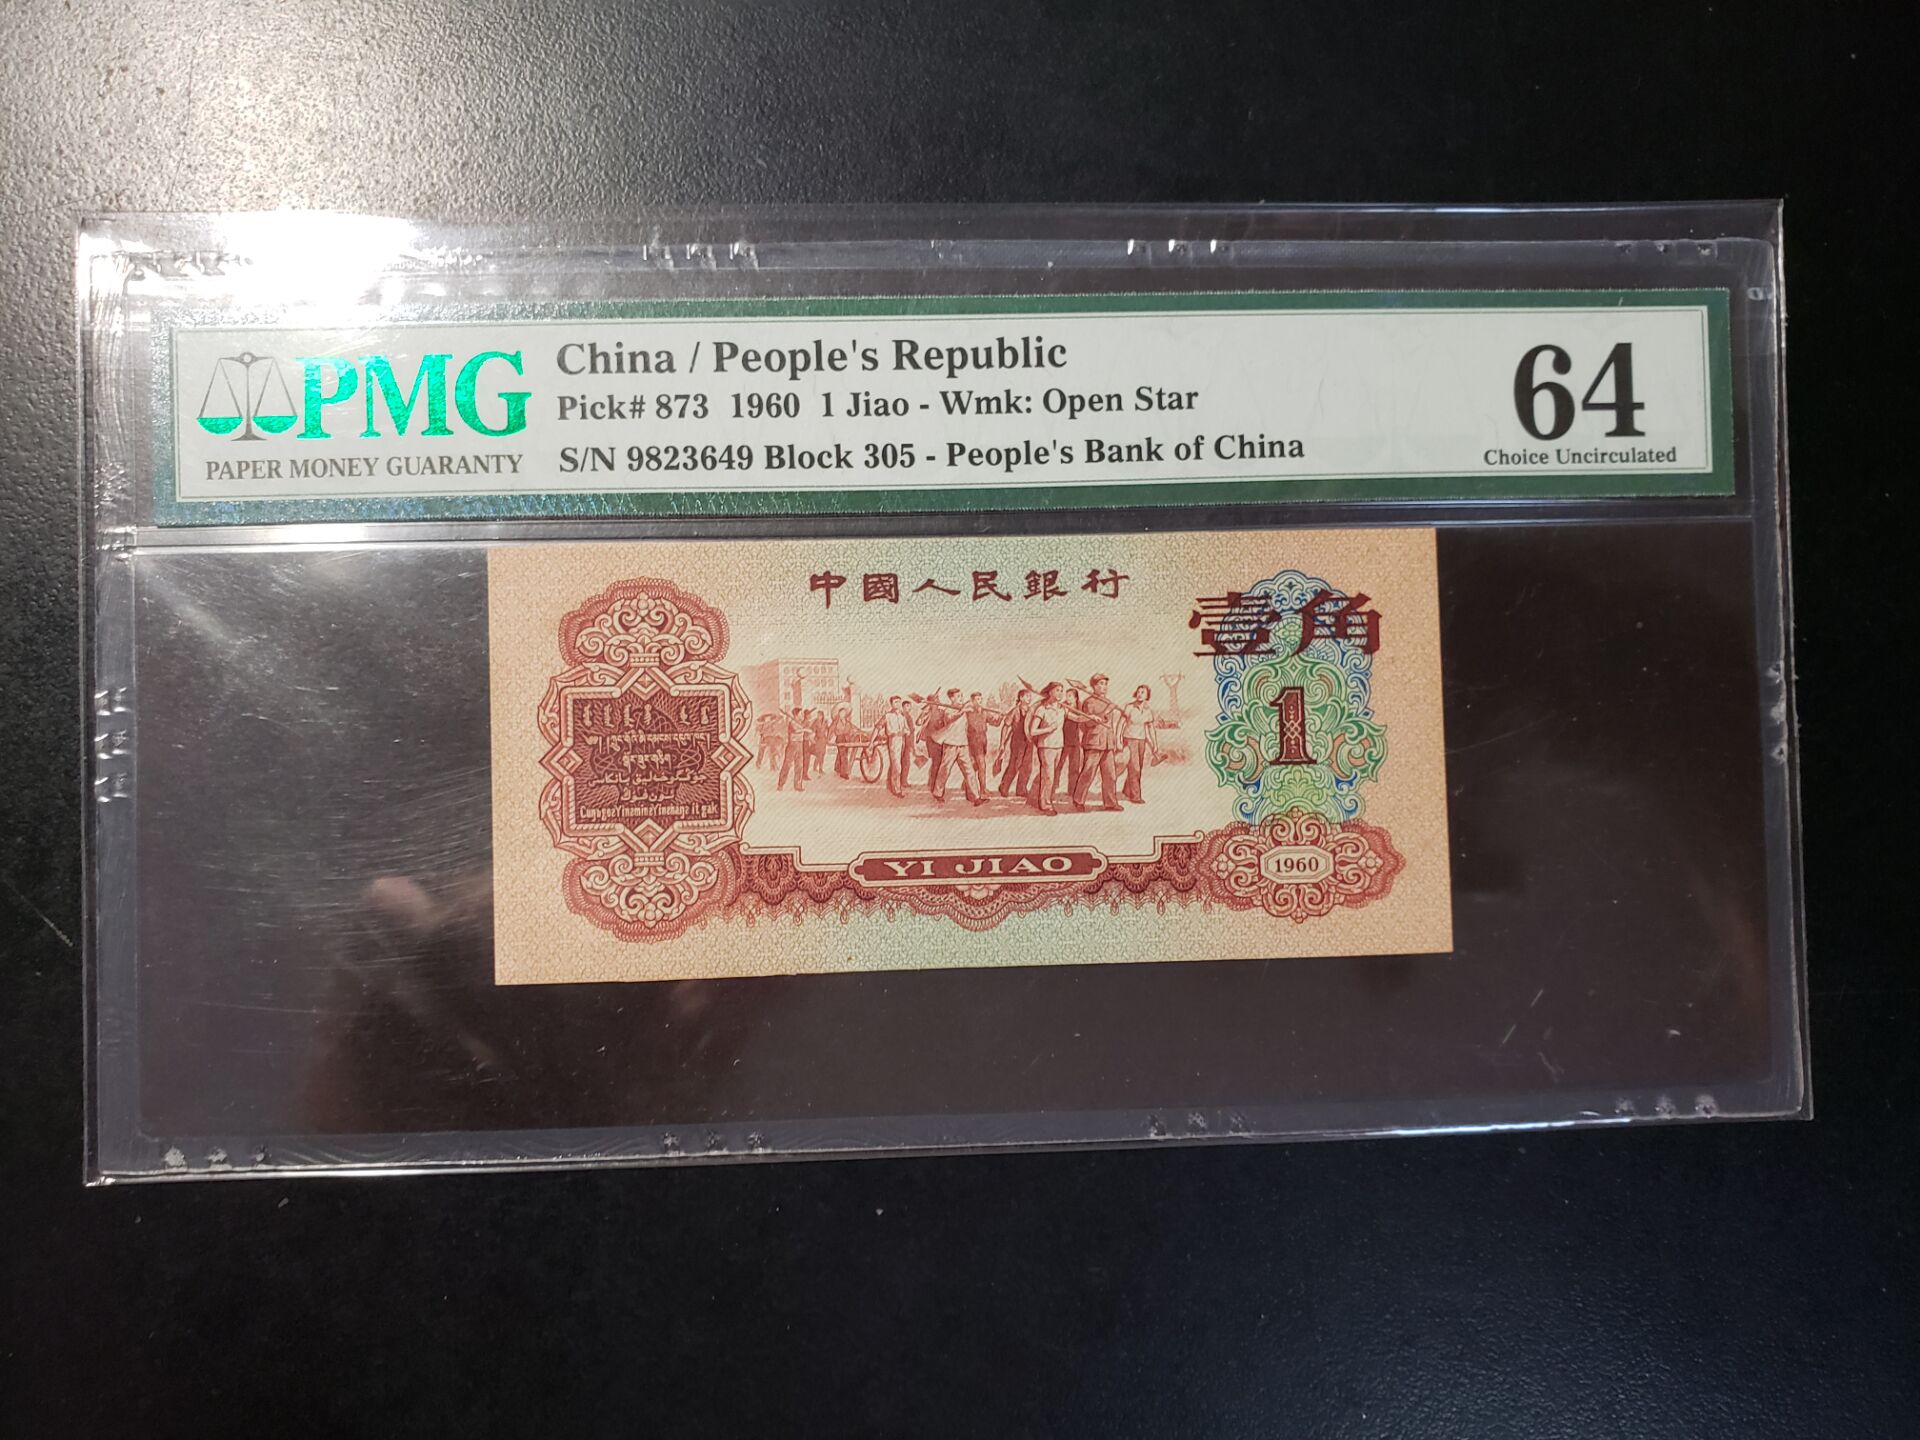 PMG
PAPER MONEY GUARANTY
China / People's Republic
Pick# 873 1960 1 Jiao - Wmk: Open Star
S/N 9823649 Block 305 - People's Bank of China
64
Choice Uncirculated
中國人民銀行
壹角
1
YI JIAO
1960